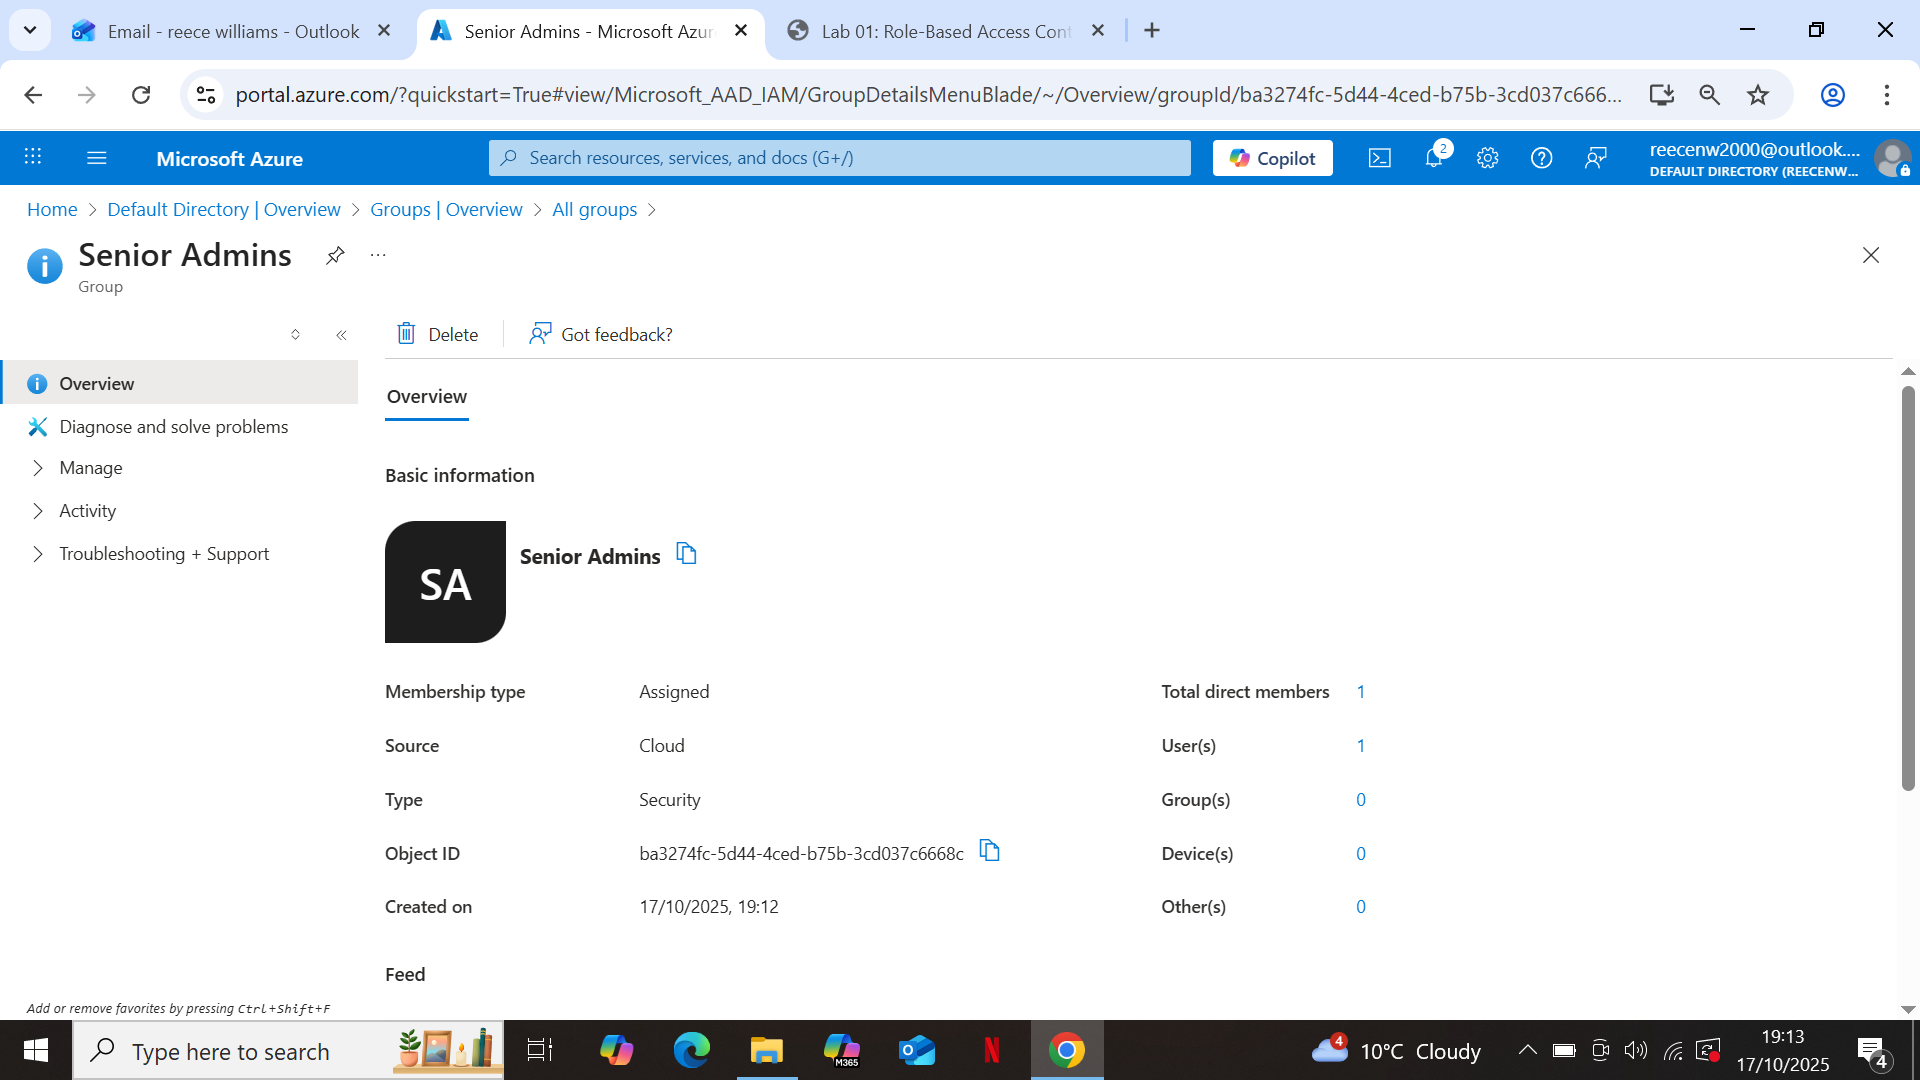 Email - reece williams - Outlook
Senior Admins - Microsoft Azur
Lab 01: Role-Based Access Cont
portal.azure.com/?quickstart=True#view/Microsoft_AAD_IAM/GroupDetailsMenuBlade/~/Overview/groupId/ba3274fc-5d44-4ced-b75b-3cd037c666...
Microsoft Azure
Search resources, services, and docs (G+/)
Copilot
2
reecenw2000@outlook....
DEFAULT DIRECTORY (REECENW...
Home > Default Directory | Overview > Groups | Overview > All groups >
Senior Admins
...
Group
Delete
Got feedback?
Overview
Diagnose and solve problems
Manage
Activity
Troubleshooting + Support
Add or remove favorites by pressing Ctrl+Shift+F
Overview
Basic information
SA
Senior Admins
Membership type Assigned
Total direct members 1
Source Cloud
User(s) 1
Type Security
Group(s) 0
Object ID ba3274fc-5d44-4ced-b75b-3cd037c6668c
Device(s) 0
Created on 17/10/2025, 19:12
Other(s) 0
Feed
Type here to search
M365
N
4
10°C Cloudy
19:13
17/10/2025
4